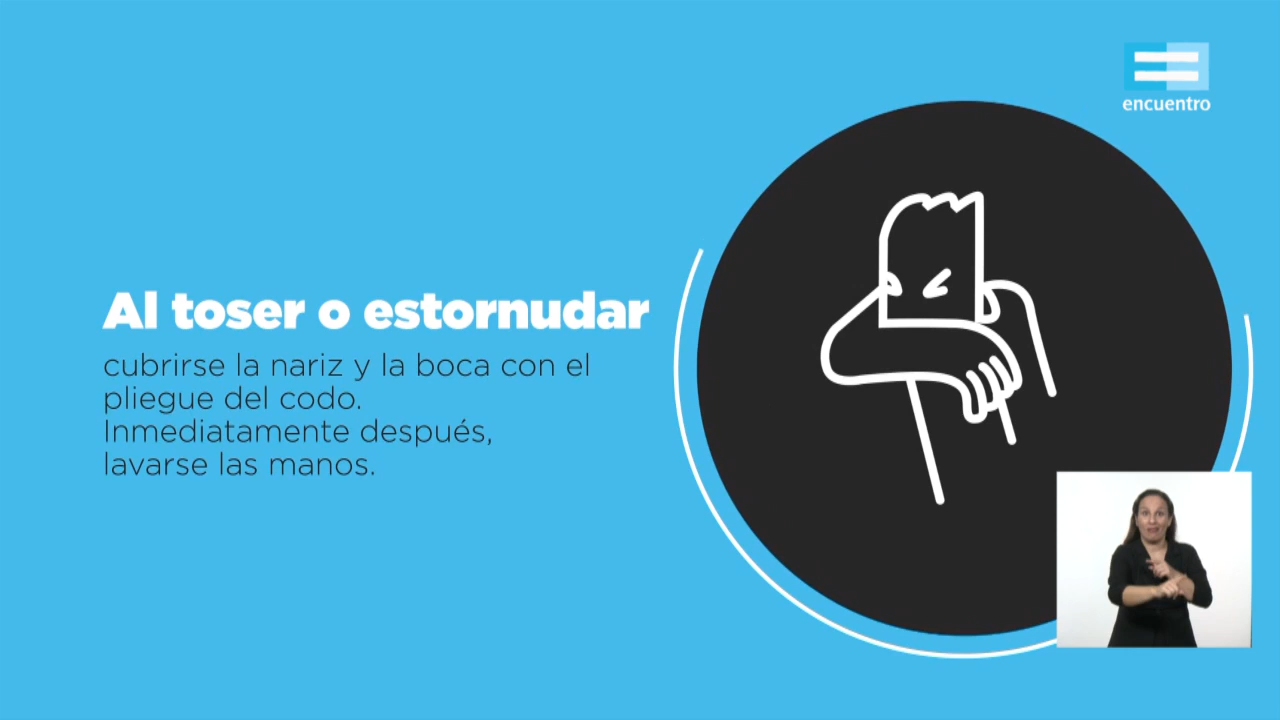 encuentro
Al toser o estornudar
cubrirse la nariz y la boca con el
pliegue del codo.
Inmediatamente después,
lavarse las manos.